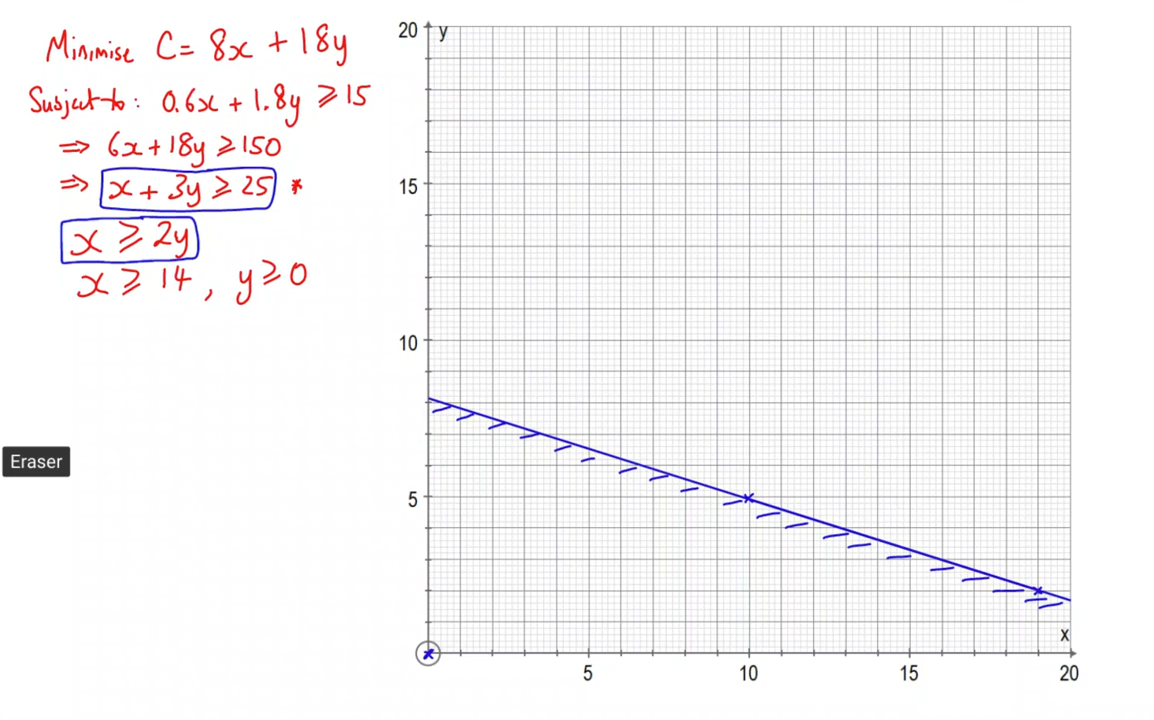 Minimise C = 8x + 18y
Subject to: 0.6x + 1.8y ⩾ 15
⇒ 6x + 18y ⩾ 150
⇒ x + 3y ⩾ 25 *
x ⩾ 2y
x ⩾ 14, y ⩾ 0
Eraser
20 y
15
10
5
x
5 10 15 20